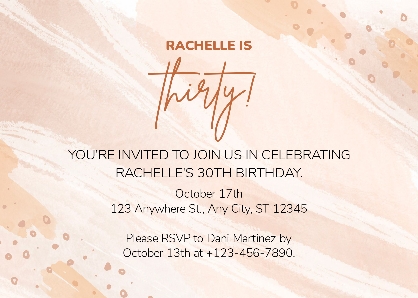 RACHELLE IS
thirty!
YOU'RE INVITED TO JOIN US IN CELEBRATING
RACHELLE'S 30TH BIRTHDAY.
October 17th
123 Anywhere St., Any City, ST 12345
Please RSVP to Dani Martinez by
October 13th at +123-456-7890.